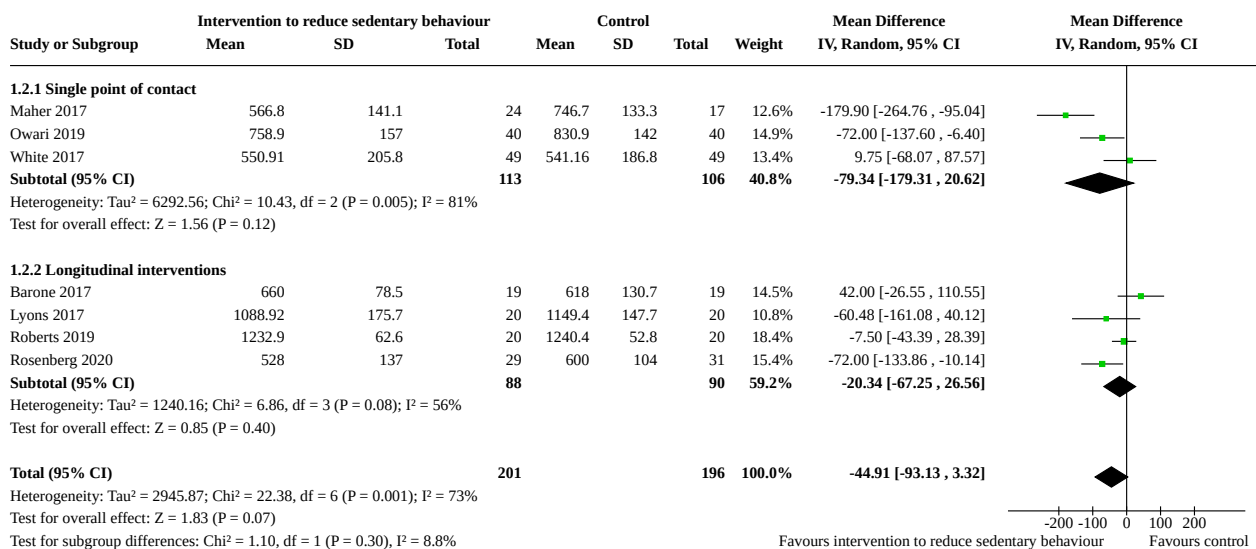 Intervention to reduce sedentary behaviour Control Mean Difference Mean Difference
Study or Subgroup Mean SD Total Mean SD Total Weight IV, Random, 95% CI IV, Random, 95% CI
1.2.1 Single point of contact
Maher 2017 566.8 141.1 24 746.7 133.3 17 12.6% -179.90 [-264.76 , -95.04]
Owari 2019 758.9 157 40 830.9 142 40 14.9% -72.00 [-137.60 , -6.40]
White 2017 550.91 205.8 49 541.16 186.8 49 13.4% 9.75 [-68.07 , 87.57]
Subtotal (95% CI) 113 106 40.8% -79.34 [-179.31 , 20.62]
Heterogeneity: Tau² = 6292.56; Chi² = 10.43, df = 2 (P = 0.005); I² = 81%
Test for overall effect: Z = 1.56 (P = 0.12)
1.2.2 Longitudinal interventions
Barone 2017 660 78.5 19 618 130.7 19 14.5% 42.00 [-26.55 , 110.55]
Lyons 2017 1088.92 175.7 20 1149.4 147.7 20 10.8% -60.48 [-161.08 , 40.12]
Roberts 2019 1232.9 62.6 20 1240.4 52.8 20 18.4% -7.50 [-43.39 , 28.39]
Rosenberg 2020 528 137 29 600 104 31 15.4% -72.00 [-133.86 , -10.14]
Subtotal (95% CI) 88 90 59.2% -20.34 [-67.25 , 26.56]
Heterogeneity: Tau² = 1240.16; Chi² = 6.86, df = 3 (P = 0.08); I² = 56%
Test for overall effect: Z = 0.85 (P = 0.40)
Total (95% CI) 201 196 100.0% -44.91 [-93.13 , 3.32]
Heterogeneity: Tau² = 2945.87; Chi² = 22.38, df = 6 (P = 0.001); I² = 73%
Test for overall effect: Z = 1.83 (P = 0.07) -200 -100 0 100 200
Test for subgroup differences: Chi² = 1.10, df = 1 (P = 0.30), I² = 8.8% Favours intervention to reduce sedentary behaviour Favours control